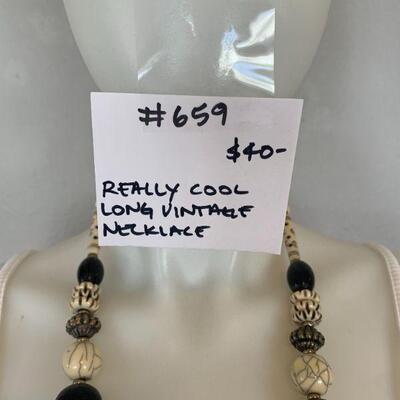 #659
$40-
REALLY COOL
LONG VINTAGE
NECKLACE